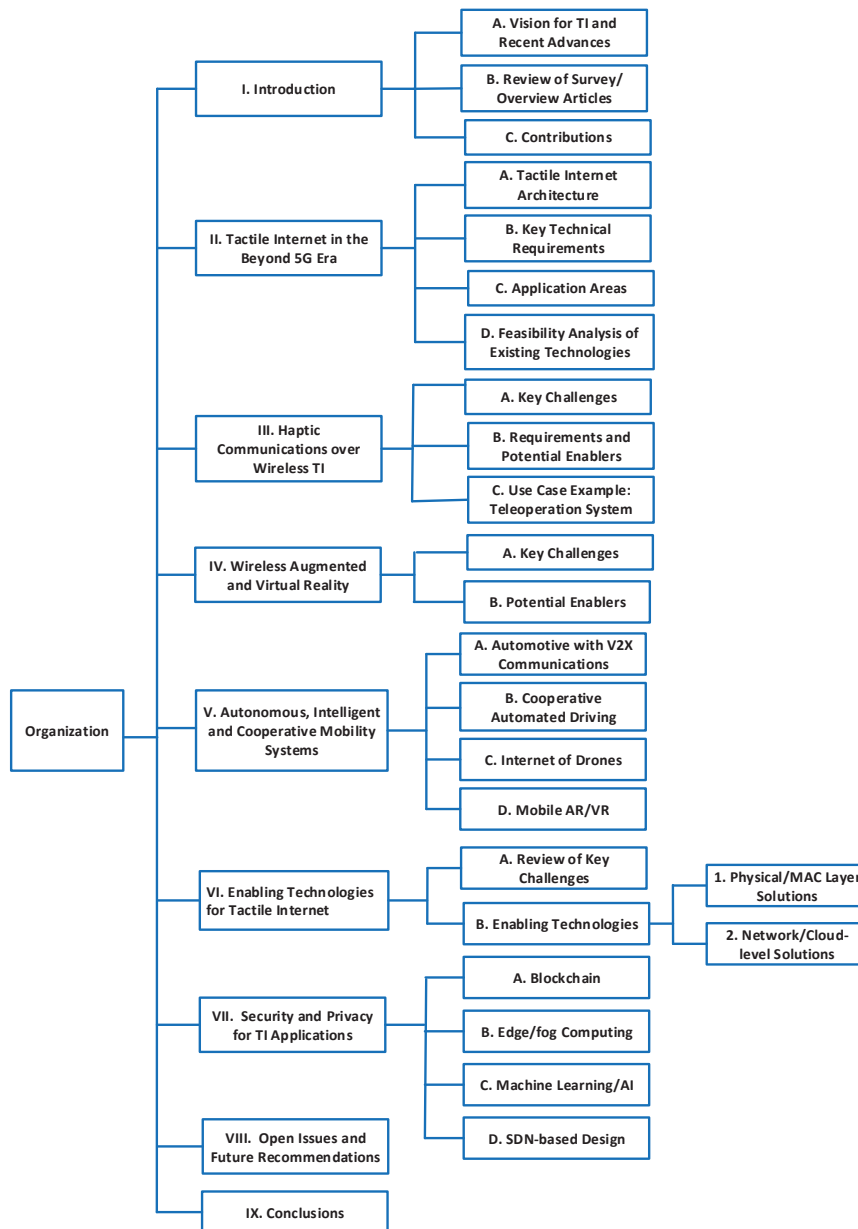 Organization
I. Introduction
A. Vision for TI and
Recent Advances
B. Review of Survey/
Overview Articles
C. Contributions
II. Tactile Internet in the
Beyond 5G Era
A. Tactile Internet
Architecture
B. Key Technical
Requirements
C. Application Areas
D. Feasibility Analysis of
Existing Technologies
III. Haptic
Communications over
Wireless TI
A. Key Challenges
B. Requirements and
Potential Enablers
C. Use Case Example:
Teleoperation System
IV. Wireless Augmented
and Virtual Reality
A. Key Challenges
B. Potential Enablers
V. Autonomous, Intelligent
and Cooperative Mobility
Systems
A. Automotive with V2X
Communications
B. Cooperative
Automated Driving
C. Internet of Drones
D. Mobile AR/VR
VI. Enabling Technologies
for Tactile Internet
A. Review of Key
Challenges
B. Enabling Technologies
1. Physical/MAC Layer
Solutions
2. Network/Cloud-
level Solutions
VII. Security and Privacy
for TI Applications
A. Blockchain
B. Edge/fog Computing
C. Machine Learning/AI
D. SDN-based Design
VIII. Open Issues and
Future Recommendations
IX. Conclusions